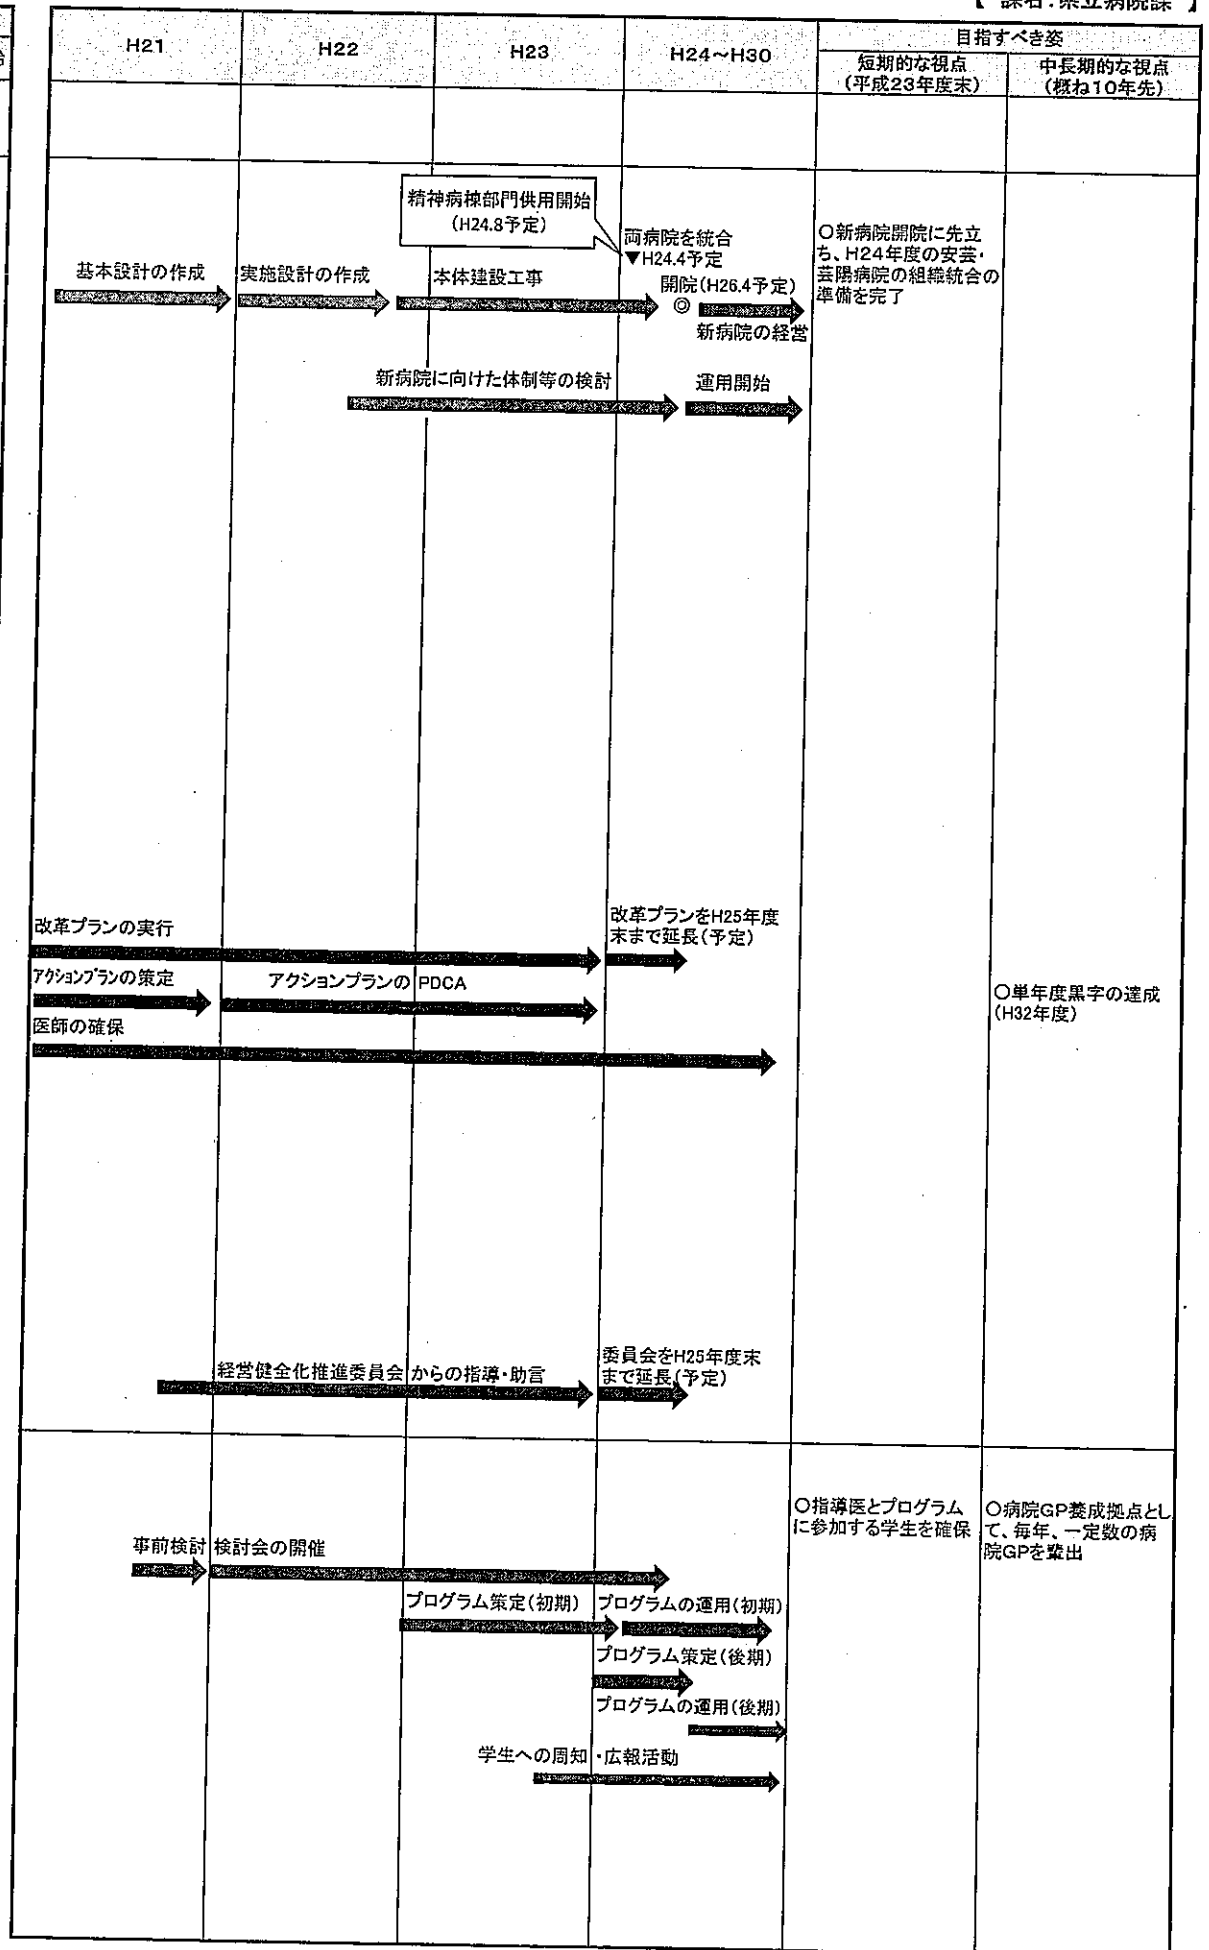 【 課名:県立病院課 】
H21
H22
H23
H24～H30
目指すべき姿
短期的な視点
(平成23年度末)
中長期的な視点
(概ね10年先)
精神病棟部門供用開始
(H24.8予定)
両病院を統合
▼H24.4予定
基本設計の作成
実施設計の作成
本体建設工事
開院(H26.4予定)
◎
新病院の経営
○新病院開院に先立
ち、H24年度の安芸・
芸陽病院の組織統合の
準備を完了
新病院に向けた体制等の検討
運用開始
改革プランの実行
改革プランをH25年度
末まで延長(予定)
アクションプランの策定
アクションプランの PDCA
医師の確保
○単年度黒字の達成
(H32年度)
経営健全化推進委員会からの指導・助言
委員会をH25年度末
まで延長(予定)
○指導医とプログラム
に参加する学生を確保
○病院GP養成拠点とし
て、毎年、一定数の病
院GPを輩出
事前検討
検討会の開催
プログラム策定(初期)
プログラムの運用(初期)
プログラム策定(後期)
プログラムの運用(後期)
学生への周知・広報活動